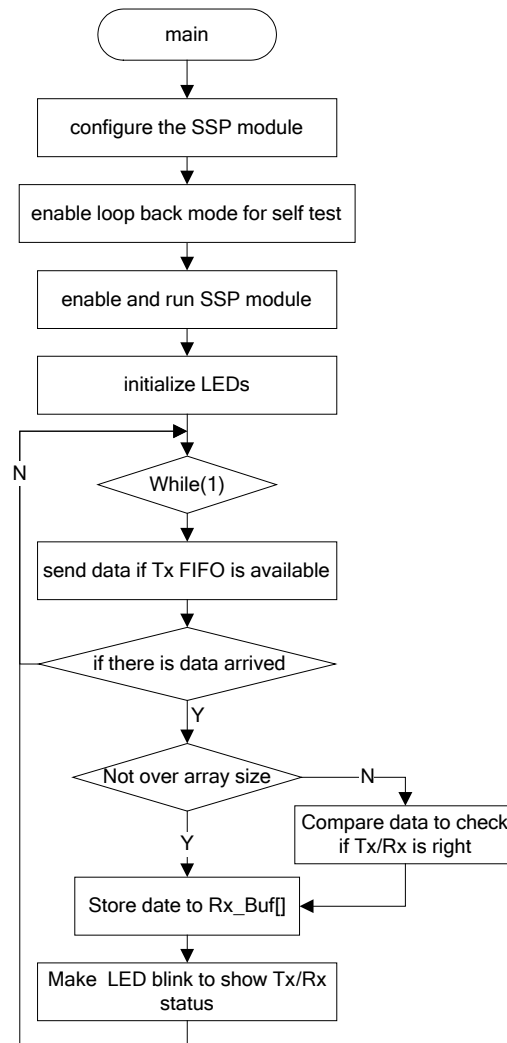 main
configure the SSP module
enable loop back mode for self test
enable and run SSP module
initialize LEDs
N
While(1)
send data if Tx FIFO is available
if there is data arrived
Y
Not over array size
N
Compare data to check
if Tx/Rx is right
Y
Store date to Rx_Buf[]
Make LED blink to show Tx/Rx
status